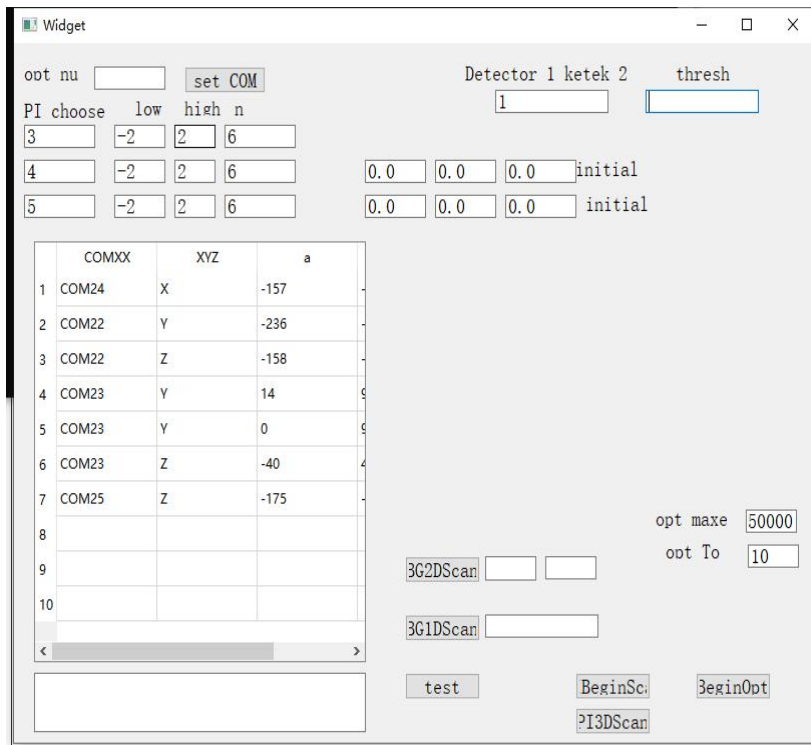 Widget
opt nu set COM Detector 1 ketek 2 thresh
1
PI choose low high n
3 -2 2 6
4 -2 2 6 0.0 0.0 0.0 initial
5 -2 2 6 0.0 0.0 0.0 initial
COMXX XYZ a
1 COM24 X -157
2 COM22 Y -236
3 COM22 Z -158
4 COM23 Y 14
5 COM23 Y 0
6 COM23 Z -40
7 COM25 Z -175
8
9
10
opt maxe 50000
opt To 10
BG2DScan
BG1DScan
test BeginSc BeginOpt
PI3DScan